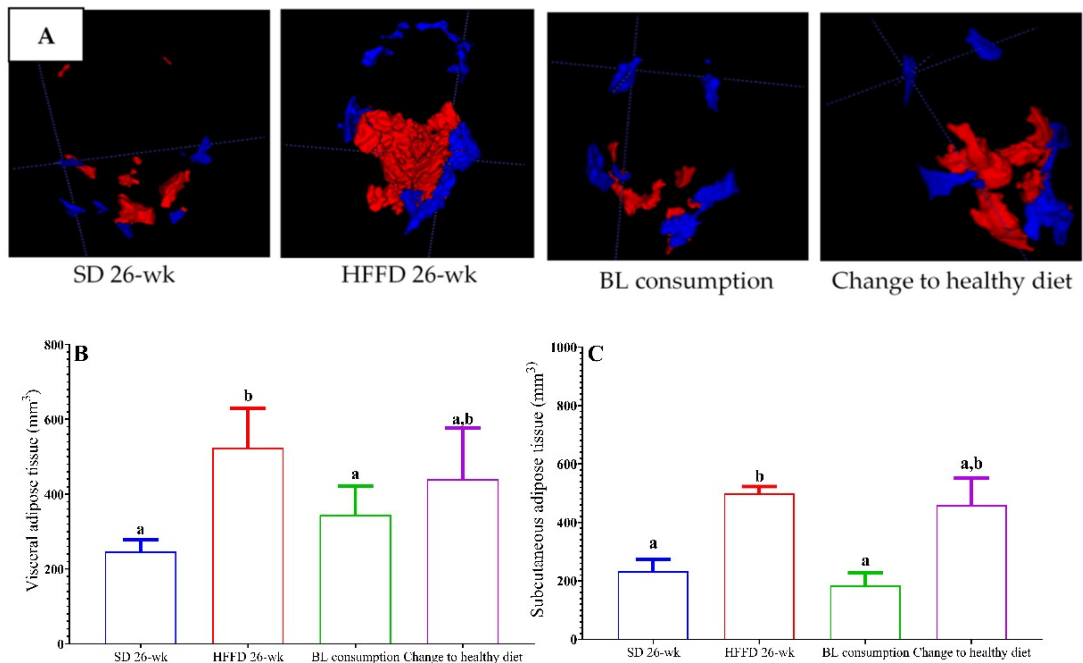 A
SD 26-wk
HFFD 26-wk
BL consumption
Change to healthy diet
B
Visceral adipose tissue (mm³)
800
600
400
200
0
a
b
a
a,b
SD 26-wk
HFFD 26-wk
BL consumption
Change to healthy diet
C
Subcutaneous adipose tissue (mm³)
1000
800
600
400
200
0
a
b
a
a,b
SD 26-wk
HFFD 26-wk
BL consumption
Change to healthy diet